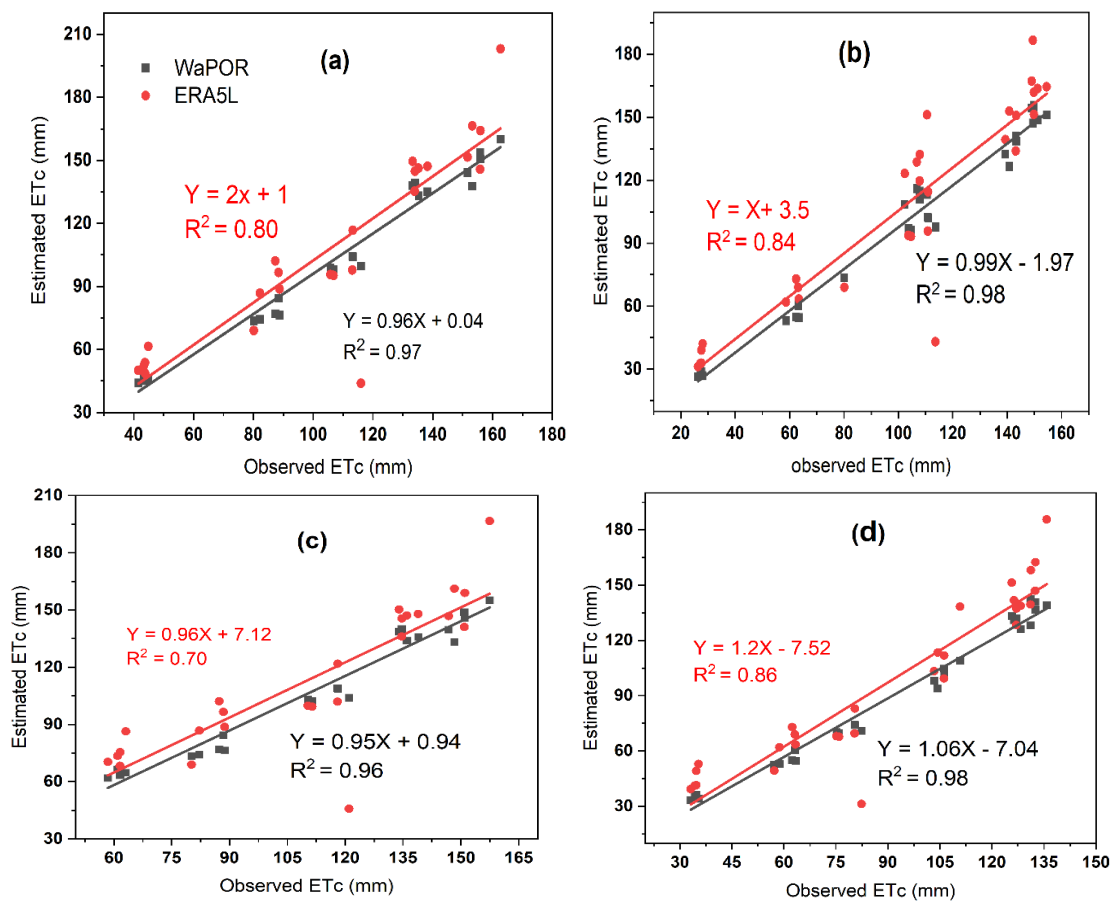 (a)
WaPOR
ERA5L
Y = 2x + 1
R² = 0.80
Y = 0.96X + 0.04
R² = 0.97
Estimated ETc (mm)
210
180
150
120
90
60
30
40 60 80 100 120 140 160 180
Observed ETc (mm)
(b)
Y = X+ 3.5
R² = 0.84
Y = 0.99X - 1.97
R² = 0.98
Estimated ETc (mm)
180
150
120
90
60
30
20 40 60 80 100 120 140 160
observed ETc (mm)
(c)
Y = 0.96X + 7.12
R² = 0.70
Y = 0.95X + 0.94
R² = 0.96
Estimated ETc (mm)
210
180
150
120
90
60
30
60 75 90 105 120 135 150 165
Observed ETc (mm)
(d)
Y = 1.2X - 7.52
R² = 0.86
Y = 1.06X - 7.04
R² = 0.98
Estimated ETc (mm)
180
150
120
90
60
30
30 45 60 75 90 105 120 135 150
Observed ETc (mm)